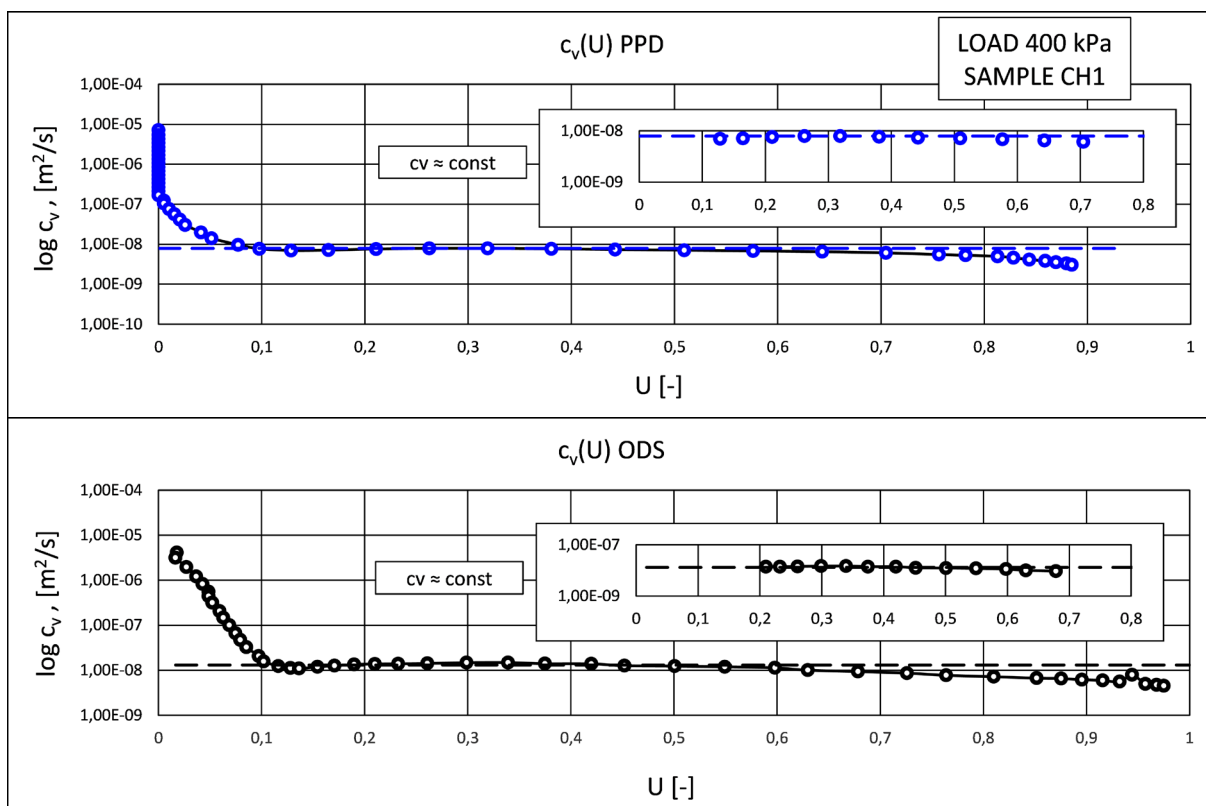 c_v(U) PPD
LOAD 400 kPa
SAMPLE CH1
log c_v , [m²/s]
1,00E-04
1,00E-05
1,00E-06
1,00E-07
1,00E-08
1,00E-09
1,00E-10
cv ≈ const
1,00E-08
1,00E-09
0 0,1 0,2 0,3 0,4 0,5 0,6 0,7 0,8
0 0,1 0,2 0,3 0,4 0,5 0,6 0,7 0,8 0,9 1
U [-]
c_v(U) ODS
log c_v , [m²/s]
1,00E-04
1,00E-05
1,00E-06
1,00E-07
1,00E-08
1,00E-09
cv ≈ const
1,00E-07
1,00E-09
0 0,1 0,2 0,3 0,4 0,5 0,6 0,7 0,8
0 0,1 0,2 0,3 0,4 0,5 0,6 0,7 0,8 0,9 1
U [-]